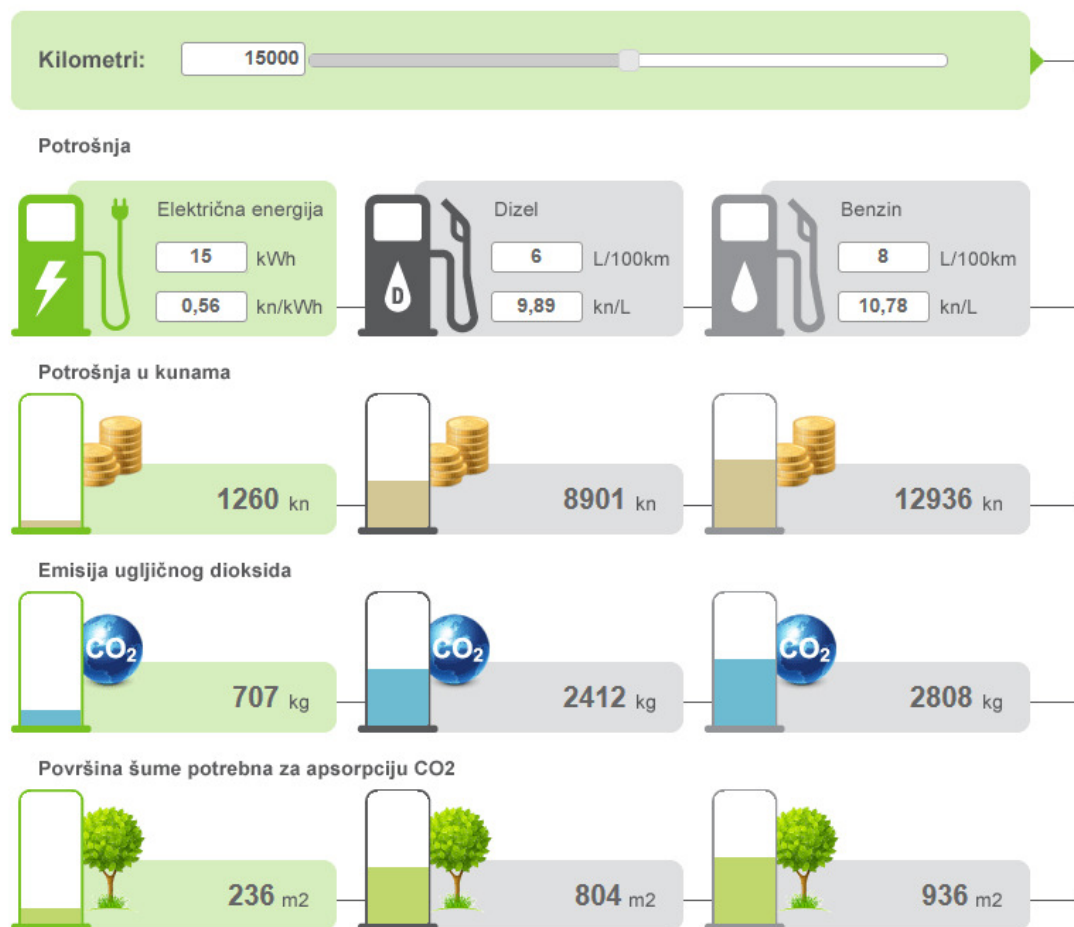 Kilometri: 15000
Potrošnja
Električna energija
15 kWh
0,56 kn/kWh
D
Dizel
6 L/100km
9,89 kn/L
Benzin
8 L/100km
10,78 kn/L
Potrošnja u kunama
1260 kn
8901 kn
12936 kn
Emisija ugljičnog dioksida
CO2
707 kg
CO2
2412 kg
CO2
2808 kg
Površina šume potrebna za apsorpciju CO2
236 m2
804 m2
936 m2